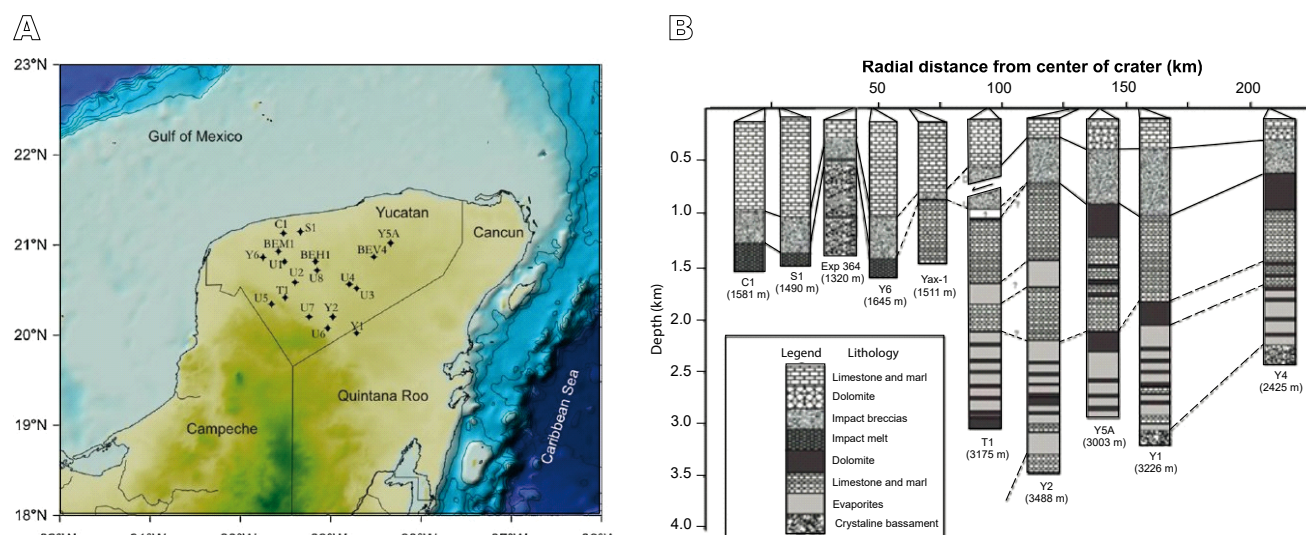 A
23°N
22°N
21°N
20°N
19°N
18°N
Gulf of Mexico
Yucatan
Cancun
C1
S1
BEM1
Y5A
BEV4
Y6
U1
BEH1
U2
U8
U4
U3
T1
U5
U7
Y2
U6
Y1
Quintana Roo
Campeche
Caribbean Sea
B
Radial distance from center of crater (km)
50
100
150
200
Depth (km)
0.5
1.0
1.5
2.0
2.5
3.0
3.5
4.0
C1
(1581 m)
S1
(1490 m)
Exp 364
(1320 m)
Y6
(1645 m)
Yax-1
(1511 m)
T1
(3175 m)
Y2
(3488 m)
Y5A
(3003 m)
Y1
(3226 m)
Y4
(2425 m)
?
?
?
?
?
Legend Lithology
Limestone and marl
Dolomite
Impact breccias
Impact melt
Dolomite
Limestone and marl
Evaporites
Crystaline bassament